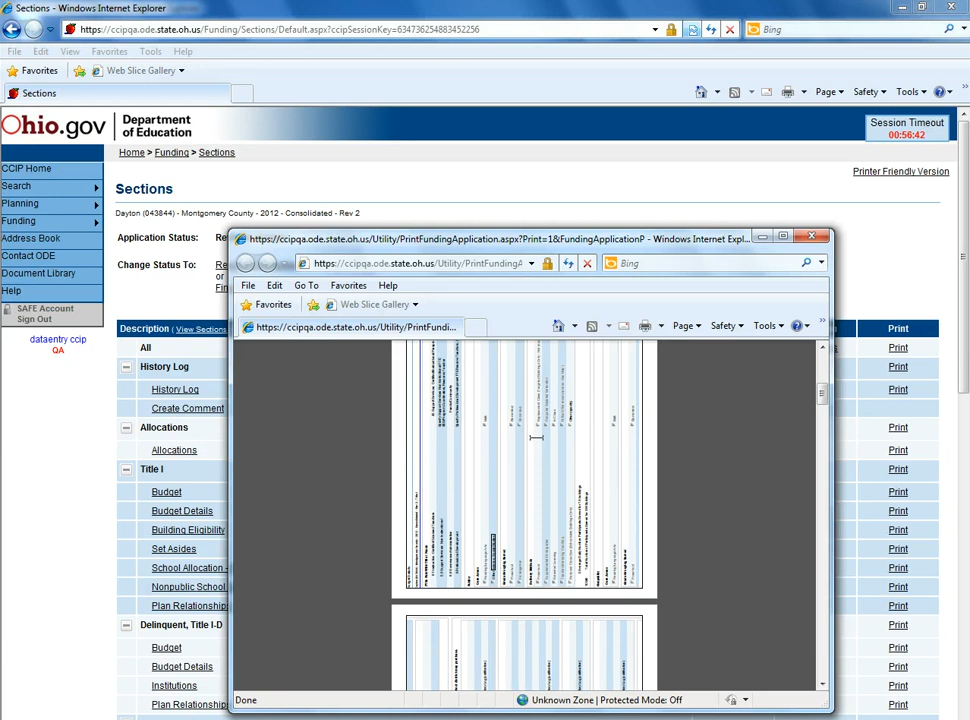 Sections - Windows Internet Explorer
https://ccipqa.ode.state.oh.us/Funding/Sections/Default.aspx?ccipSessionKey=634736254883452256
Bing
File Edit View Favorites Tools Help
Favorites Web Slice Gallery
Sections
Page Safety Tools
Ohio.gov
Department
of Education
Session Timeout
00:56:42
Home > Funding > Sections
Printer Friendly Version
CCIP Home
Search
Planning
Funding
Address Book
Contact ODE
Document Library
Help
SAFE Account
Sign Out
dataentry ccip
QA
Sections
Dayton (043844) - Montgomery County - 2012 - Consolidated - Rev 2
Application Status: Re
Change Status To: Re
or
Fin
Description ( View Sections Print
All Print
History Log Print
History Log Print
Create Comment Print
Allocations Print
Allocations Print
Title I Print
Budget Print
Budget Details Print
Building Eligibility Print
Set Asides Print
School Allocation - Print
Nonpublic School Print
Plan Relationships Print
Delinquent, Title I-D Print
Budget Print
Budget Details Print
Institutions Print
Plan Relationships Print
https://ccipqa.ode.state.oh.us/Utility/PrintFundingApplication.aspx?Print=1&FundingApplicationP - Windows Internet Expl...
https://ccipqa.ode.state.oh.us/Utility/PrintFundingA
Bing
File Edit Go To Favorites Help
Favorites Web Slice Gallery
https://ccipqa.ode.state.oh.us/Utility/PrintFundi...
Page Safety Tools
Done
Unknown Zone | Protected Mode: Off